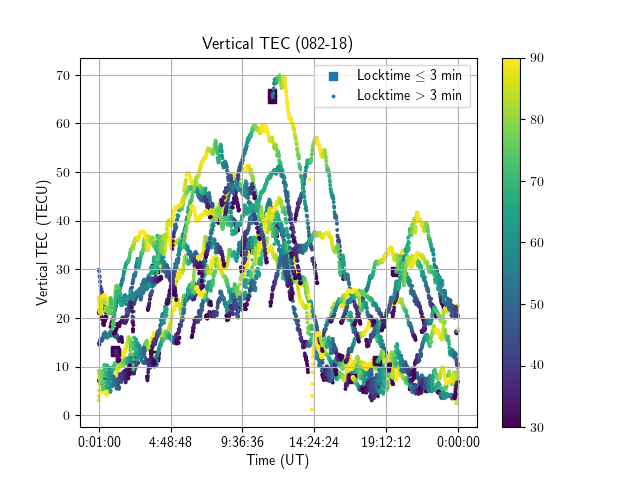 Vertical TEC (082-18)
Locktime ≤ 3 min
Locktime > 3 min
Vertical TEC (TECU)
70
60
50
40
30
20
10
0
0:01:00 4:48:48 9:36:36 14:24:24 19:12:12 0:00:00
Time (UT)
90
80
70
60
50
40
30